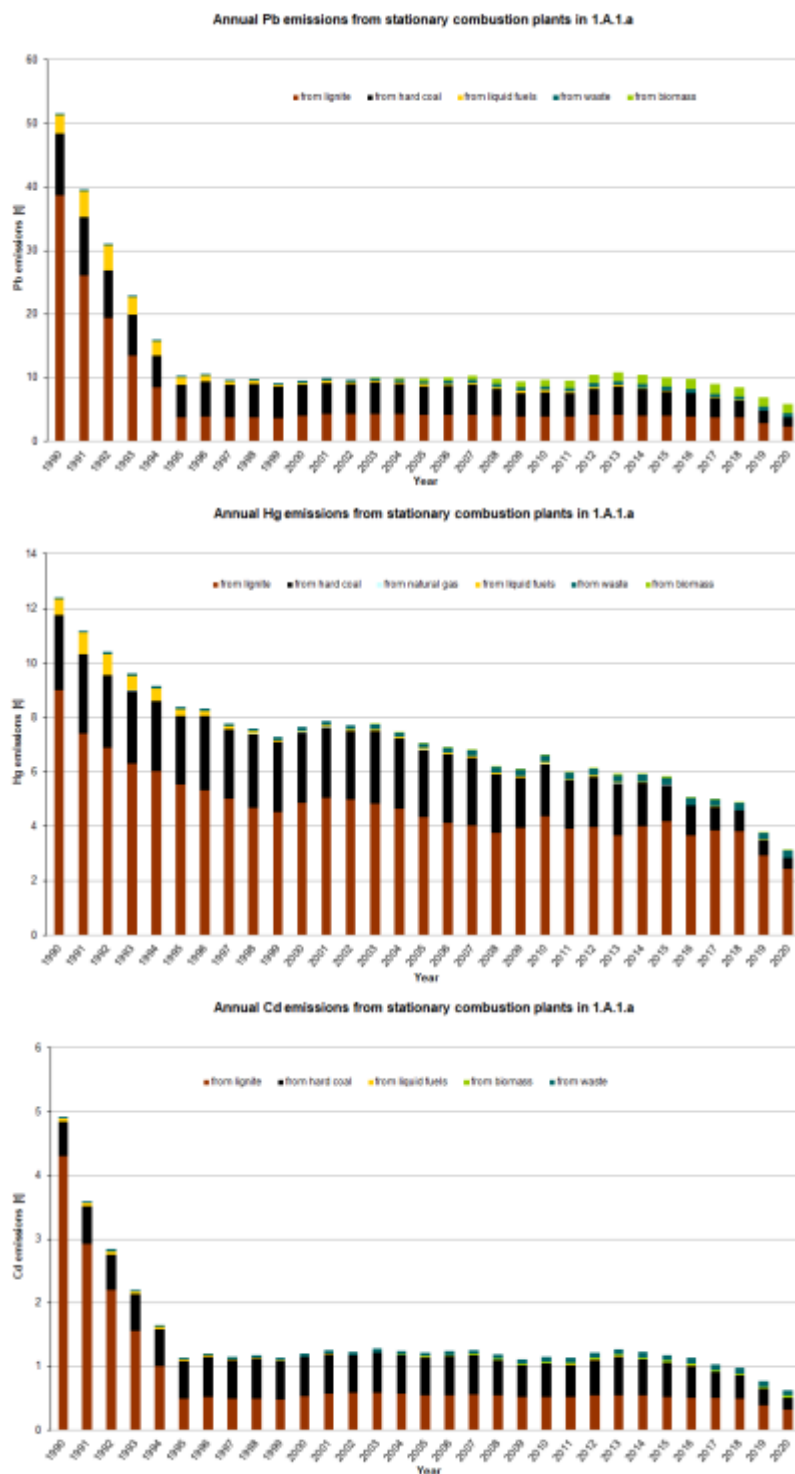 Annual Pb emissions from stationary combustion plants in 1.A.1.a
60
from lignite from hard coal from liquid fuels from waste from biomass
50
40
30
20
10
0
Pb emissions [t]
1990 1991 1992 1993 1994 1995 1996 1997 1998 1999 2000 2001 2002 2003 2004 2005 2006 2007 2008 2009 2010 2011 2012 2013 2014 2015 2016 2017 2018 2019 2020
Year
Annual Hg emissions from stationary combustion plants in 1.A.1.a
14
from lignite from hard coal from natural gas from liquid fuels from waste from biomass
12
10
8
6
4
2
0
Hg emissions [t]
1990 1991 1992 1993 1994 1995 1996 1997 1998 1999 2000 2001 2002 2003 2004 2005 2006 2007 2008 2009 2010 2011 2012 2013 2014 2015 2016 2017 2018 2019 2020
Year
Annual Cd emissions from stationary combustion plants in 1.A.1.a
6
from lignite from hard coal from liquid fuels from biomass from waste
5
4
3
2
1
0
Cd emissions [t]
1990 1991 1992 1993 1994 1995 1996 1997 1998 1999 2000 2001 2002 2003 2004 2005 2006 2007 2008 2009 2010 2011 2012 2013 2014 2015 2016 2017 2018 2019 2020
Year